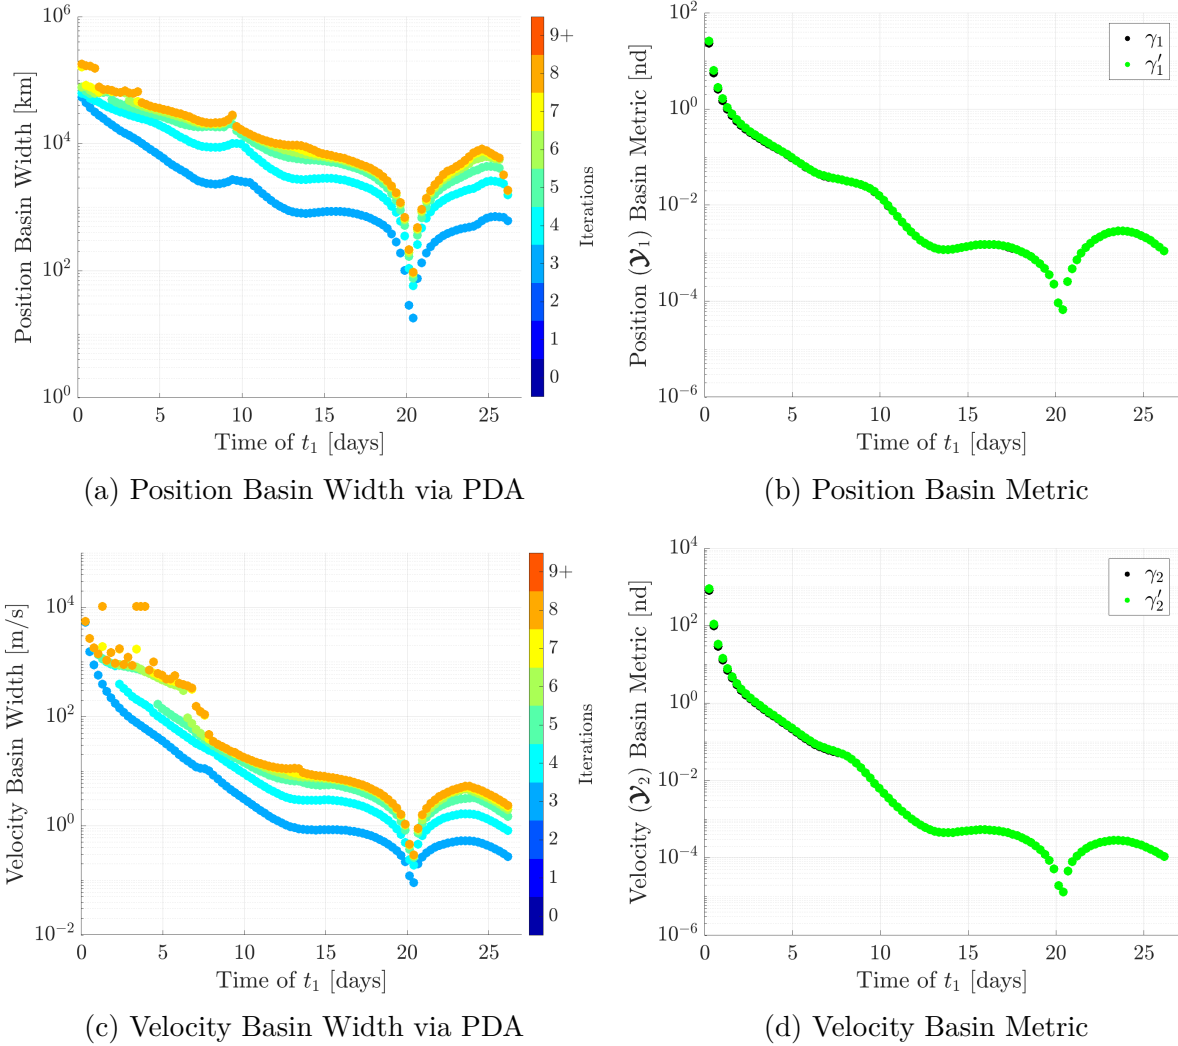 10^6
10^4
10^2
10^0
Position Basin Width [km]
0 5 10 15 20 25
Time of t_1 [days]
9+
8
7
6
5
4
3
2
1
0
Iterations
(a) Position Basin Width via PDA
10^2
10^0
10^{-2}
10^{-4}
10^{-6}
Position (𝓨_1) Basin Metric [nd]
γ_1
γ′_1
0 5 10 15 20 25
Time of t_1 [days]
(b) Position Basin Metric
10^4
10^2
10^0
10^{-2}
Velocity Basin Width [m/s]
0 5 10 15 20 25
Time of t_1 [days]
9+
8
7
6
5
4
3
2
1
0
Iterations
(c) Velocity Basin Width via PDA
10^4
10^2
10^0
10^{-2}
10^{-4}
10^{-6}
Velocity (𝓨_2) Basin Metric [nd]
γ_2
γ′_2
0 5 10 15 20 25
Time of t_1 [days]
(d) Velocity Basin Metric